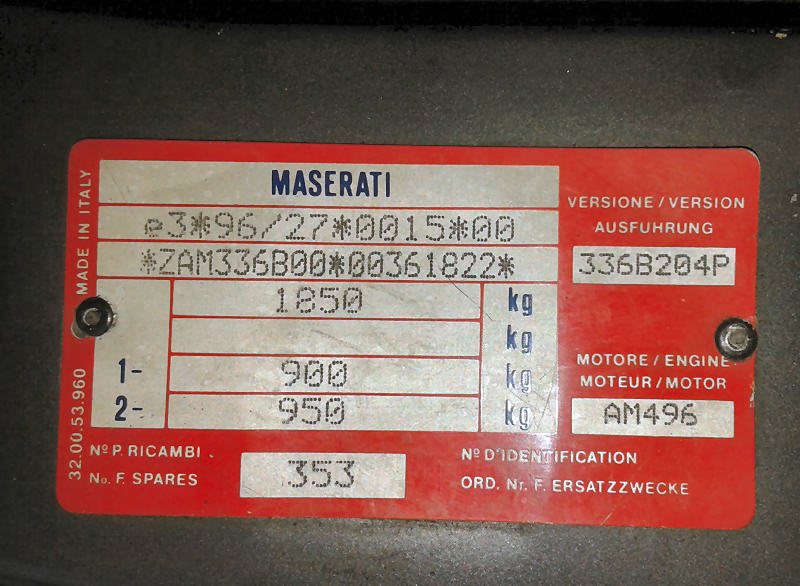 MASERATI
e3*96/27*0015*00
*ZAM336B00*00361822*
1850 kg
kg
1- 900 kg
2- 950 kg
MADE IN ITALY
32.00.53.960
VERSIONE / VERSION
AUSFUHRUNG
336B204P
MOTORE / ENGINE
MOTEUR / MOTOR
AM496
Nº P. RICAMBI
No. F. SPARES
353
Nº D'IDENTIFICATION
ORD. Nr. F. ERSATZZWECKE